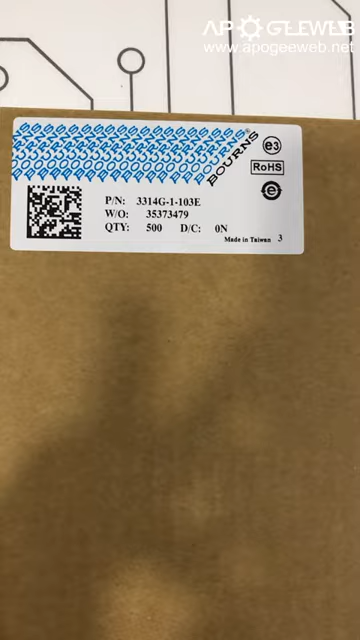 APOGEEWEB
www.apogeeweb.net
BOURNS®
e3
RoHS
e
P/N: 3314G-1-103E
W/O: 35373479
QTY: 500 D/C: 0N
Made in Taiwan 3